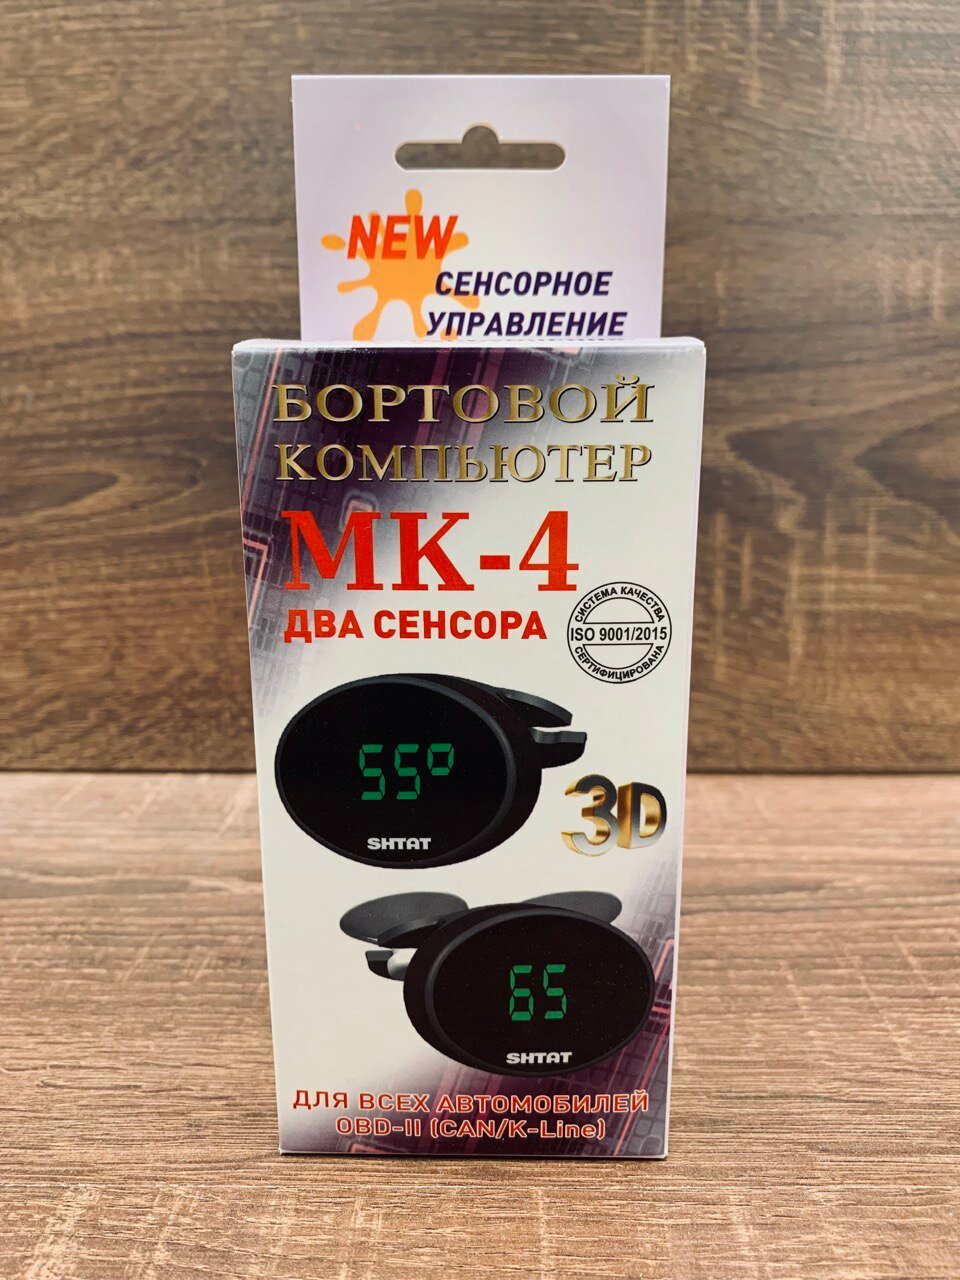 NEW
СЕНСОРНОЕ
УПРАВЛЕНИЕ
БОРТОВОЙ
КОМПЬЮТЕР
МК-4
ДВА СЕНСОРА
СИСТЕМА КАЧЕСТВА
ISO 9001/2015
СЕРТИФИЦИРОВАНА
55°
SHTAT
3D
65
SHTAT
ДЛЯ ВСЕХ АВТОМОБИЛЕЙ
OBD-II (CAN/K-Line)